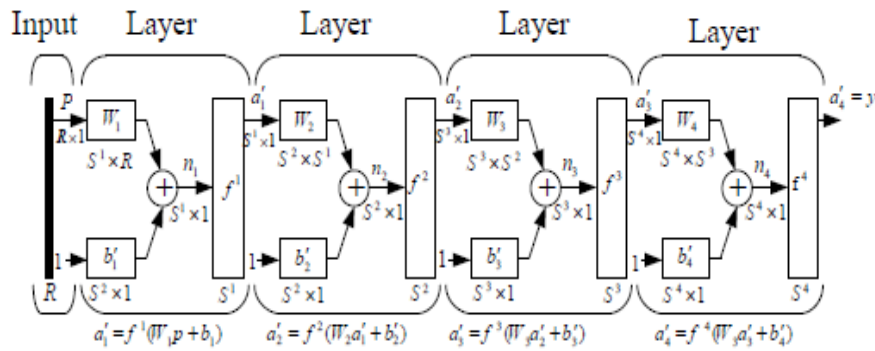 Input Layer Layer Layer Layer
P a′₁ a′₂ a′₃ a′₄ = y
W₁ W₂ W₃ W₄
R×1 S¹×1 S³×1 S⁴×1
S¹×R n₁ S²×S¹ n₂ S³×S² n₃ S⁴×S³ n₄
+ f¹ + f² + f³ + f⁴
S¹×1 S²×1 S³×1 S⁴×1
1 b′₁ 1 b′₂ 1 b′₃ 1 b′₄
R S²×1 S¹ S²×1 S² S³×1 S³ S⁴×1 S⁴
a′₁ = f¹(W₁p + b₁) a′₂ = f²(W₂a′₁ + b′₂) a′₃ = f³(W₃a′₂ + b′₃) a′₄ = f⁴(W₃a′₃ + b′₄)